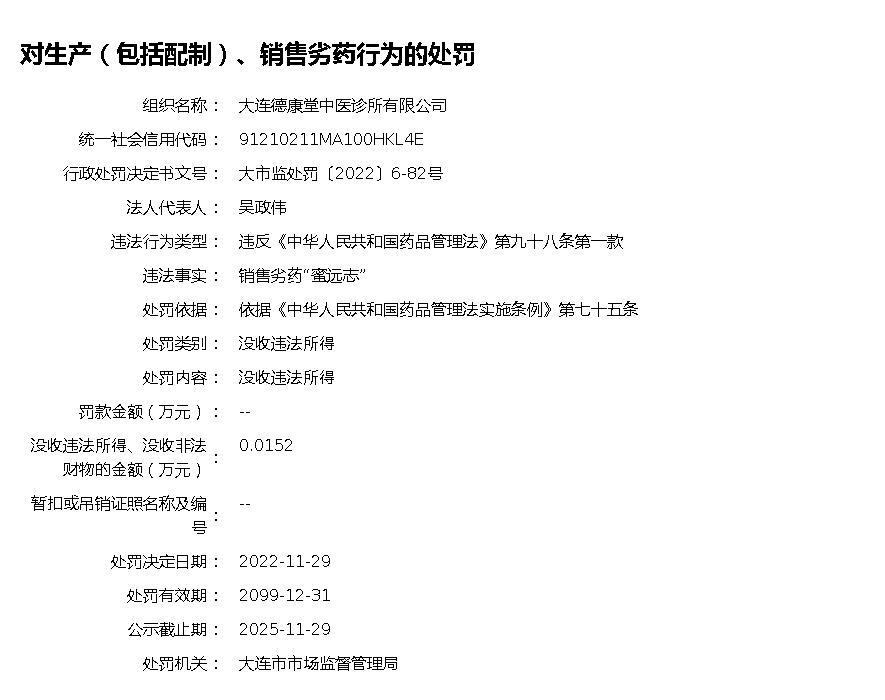 对生产（包括配制）、销售劣药行为的处罚
组织名称： 大连德康堂中医诊所有限公司
统一社会信用代码： 91210211MA100HKL4E
行政处罚决定书文号： 大市监处罚〔2022〕6-82号
法人代表人： 吴政伟
违法行为类型： 违反《中华人民共和国药品管理法》第九十八条第一款
违法事实： 销售劣药“蜜远志”
处罚依据： 依据《中华人民共和国药品管理法实施条例》第七十五条
处罚类别： 没收违法所得
处罚内容： 没收违法所得
罚款金额（万元）： --
没收违法所得、没收非法
财物的金额（万元）： 0.0152
暂扣或吊销证照名称及编
号： --
处罚决定日期： 2022-11-29
处罚有效期： 2099-12-31
公示截止期： 2025-11-29
处罚机关： 大连市市场监督管理局